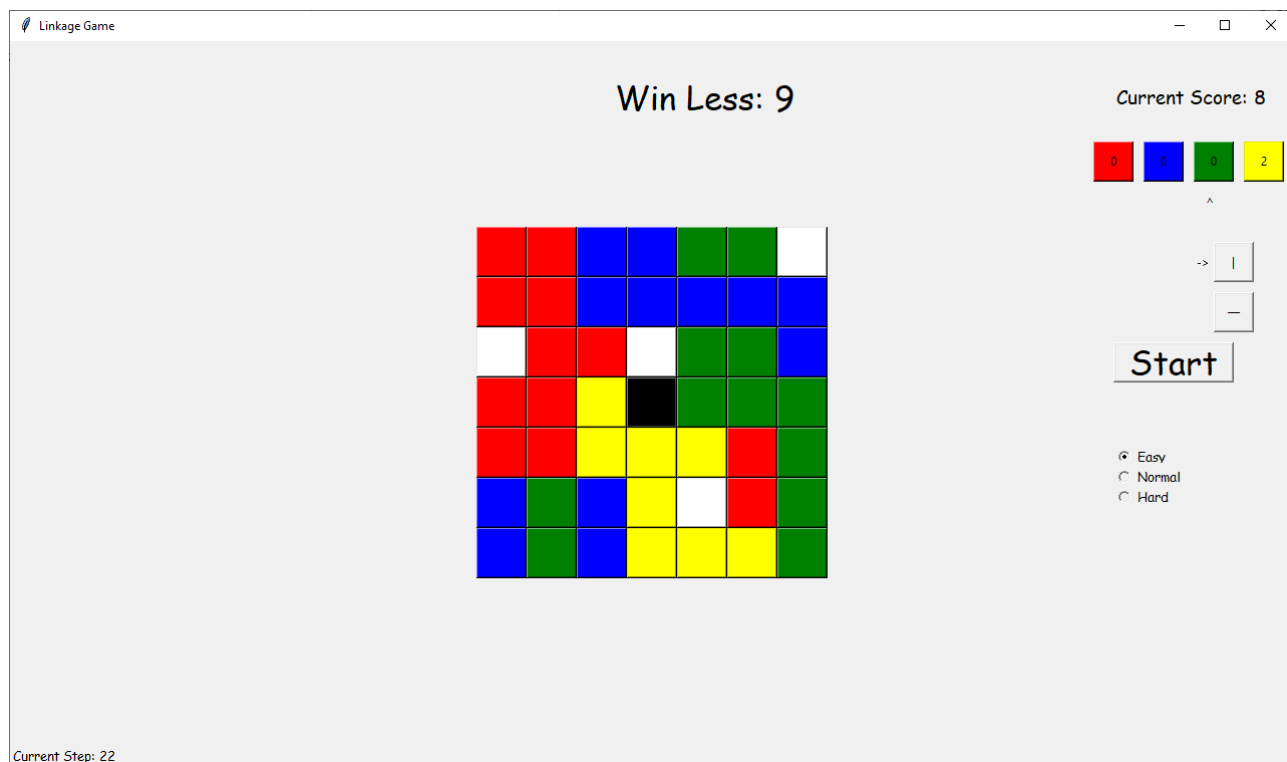 Linkage Game
Win Less: 9
Current Score: 8
0 0 0 2
^
-> |
—
Start
Easy
Normal
Hard
Current Step: 22